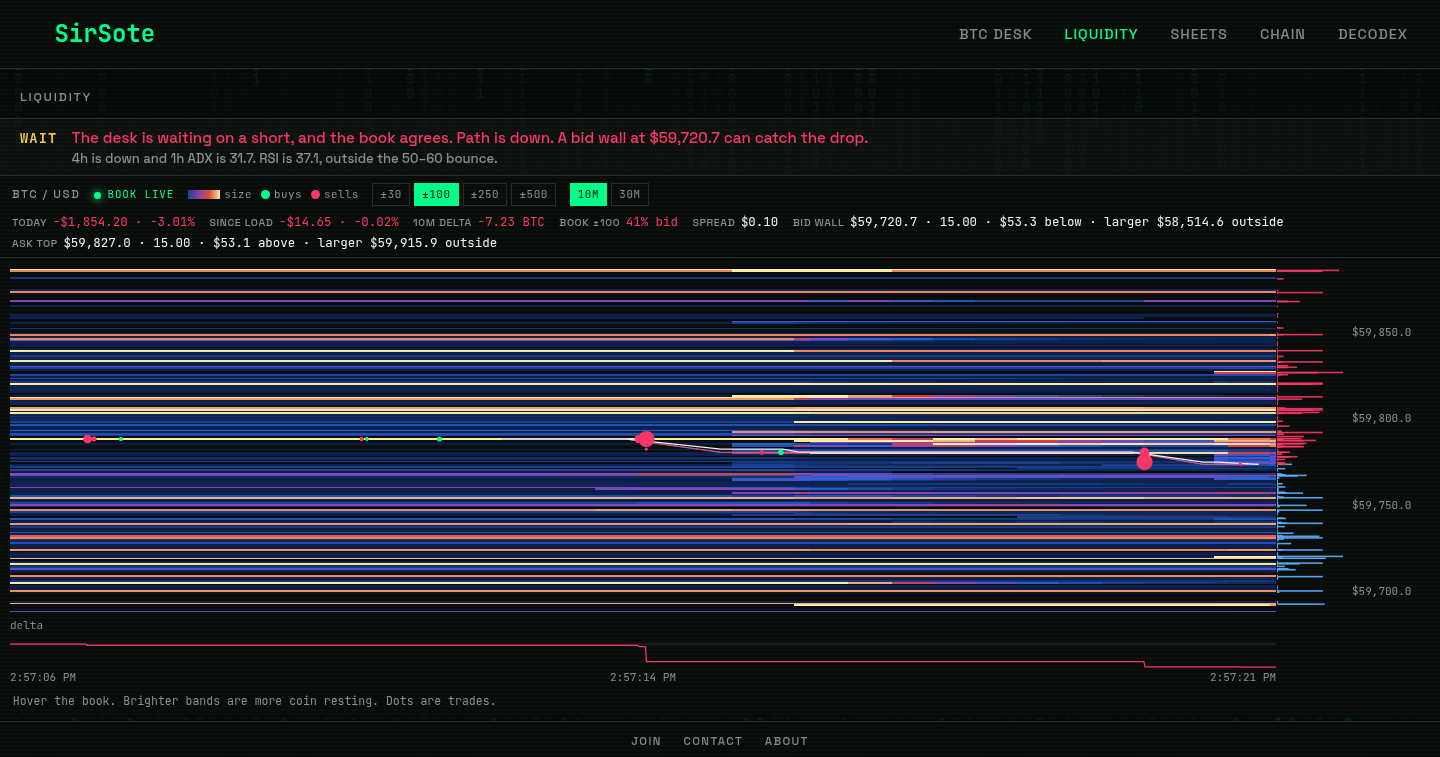 SirSote
BTC DESK LIQUIDITY SHEETS CHAIN DECODEX
LIQUIDITY
WAIT The desk is waiting on a short, and the book agrees. Path is down. A bid wall at $59,720.7 can catch the drop.
4h is down and 1h ADX is 31.7. RSI is 37.1, outside the 50–60 bounce.
BTC / USD BOOK LIVE size buys sells ±30 ±100 ±250 ±500 10M 30M
TODAY -$1,854.20 · -3.01% SINCE LOAD -$14.65 · -0.02% 10M DELTA -7.23 BTC BOOK ±100 41% bid SPREAD $0.10 BID WALL $59,720.7 · 15.00 · $53.3 below · larger $58,514.6 outside
ASK TOP $59,827.0 · 15.00 · $53.1 above · larger $59,915.9 outside
$59,850.0
$59,800.0
$59,750.0
$59,700.0
delta
2:57:06 PM 2:57:14 PM 2:57:21 PM
Hover the book. Brighter bands are more coin resting. Dots are trades.
JOIN CONTACT ABOUT